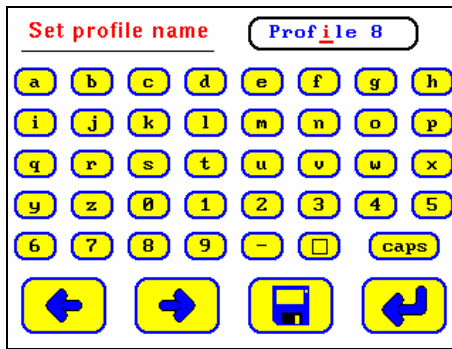 Set profile name Profile 8
a b c d e f g h
i j k l m n o p
q r s t u v w x
y z 0 1 2 3 4 5
6 7 8 9 - □ caps